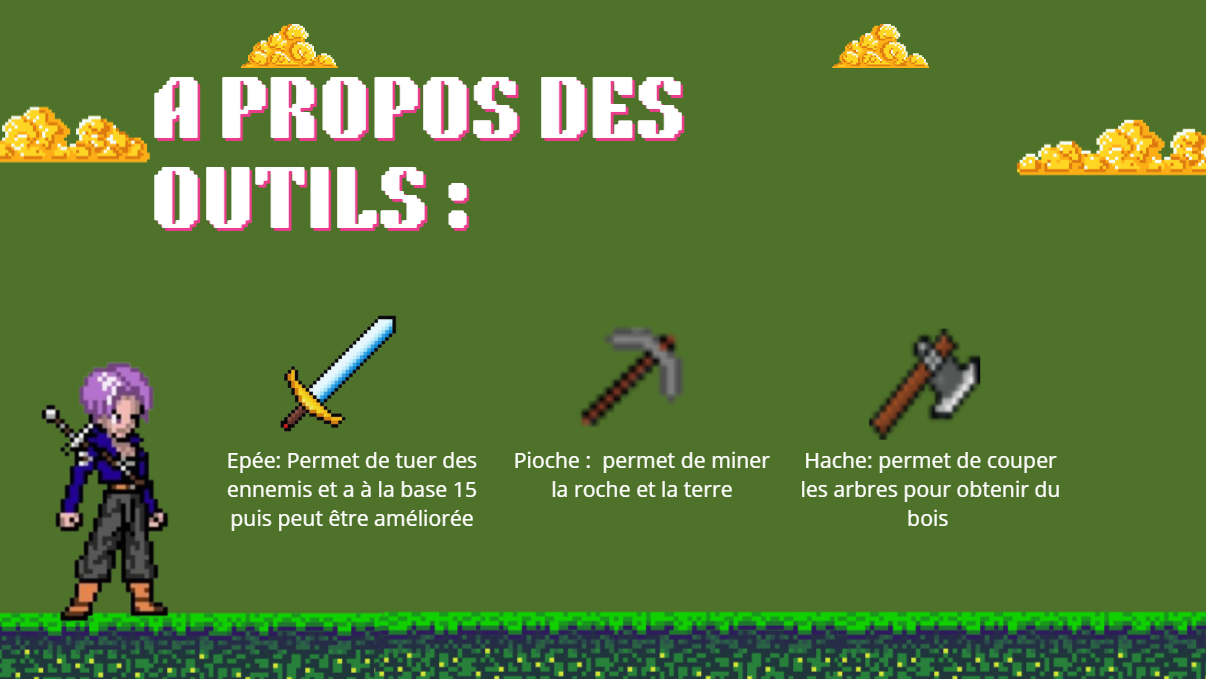 A PROPOS DES
OUTILS :
Epée: Permet de tuer des
ennemis et a à la base 15
puis peut être améliorée
Pioche :  permet de miner
la roche et la terre
Hache: permet de couper
les arbres pour obtenir du
bois